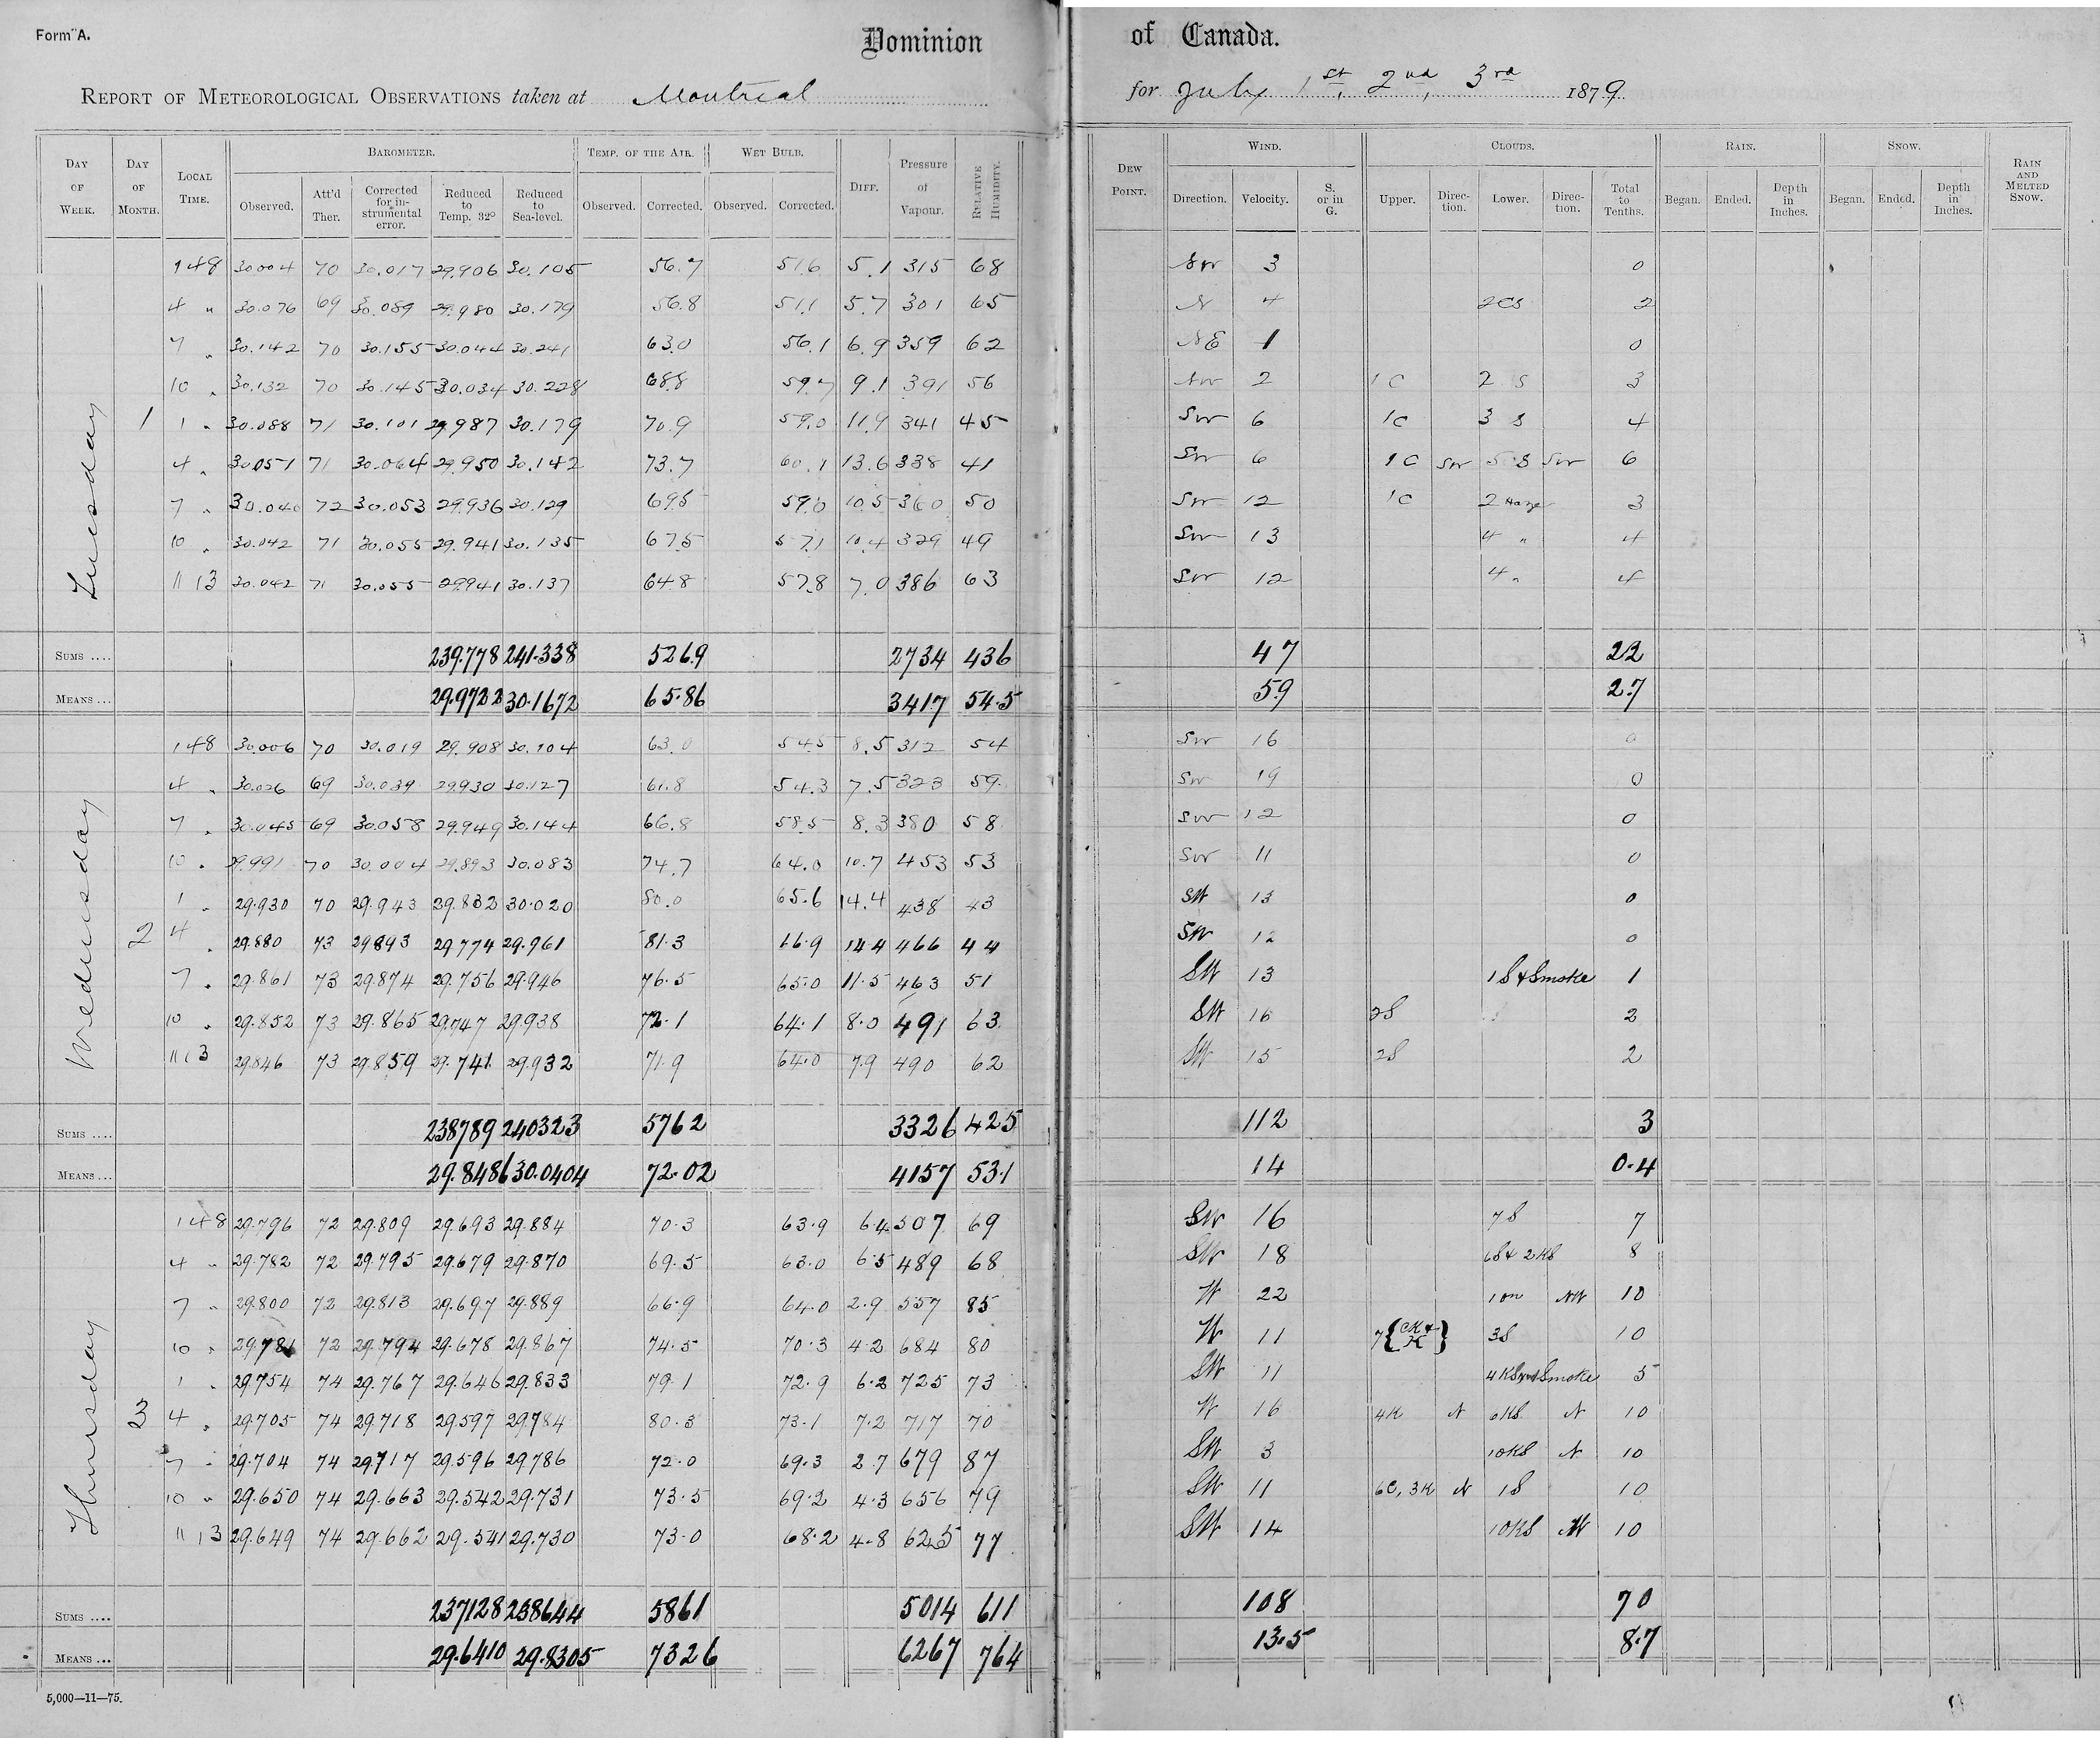 Form "A.
Dominion of Canada.
REPORT OF METEOROLOGICAL OBSERVATIONS taken at Montreal for July 1st, 2nd, 3rd 1879.
DAY OF WEEK. DAY OF MONTH. LOCAL TIME. BAROMETER. TEMP. OF THE AIR. WET BULB. DIFF. Pressure of Vapour. RELATIVE HUMIDITY. DEW POINT. WIND. CLOUDS. RAIN. SNOW. RAIN AND MELTED SNOW.
Observed. Att'd Ther. Corrected for instrumental error. Reduced to Temp. 32° Reduced to Sea-level. Observed. Corrected. Observed. Corrected. Direction. Velocity. S. or in G. Upper. Direction. Lower. Direction. Total to Tenths. Began. Ended. Depth in Inches. Began. Ended. Depth in Inches.
Tuesday 1
148 30.004 70 30.017 29.906 30.105 56.7 51.6 5.1 315 68 NW 3 0
4 " 30.076 69 30.089 29.980 30.179 56.8 51.1 5.7 301 65 N 4 2CS 2
7 " 30.142 70 30.155 30.044 30.241 63.0 56.1 6.9 359 62 NE 1 0
10 " 30.132 70 30.145 30.034 30.228 68.8 59.7 9.1 391 56 NW 2 1C 2 S 3
1 " 30.088 71 30.101 29.987 30.179 70.9 59.0 11.9 341 45 SW 6 1C 3 S 4
4 " 30.051 71 30.064 29.950 30.142 73.7 60.1 13.6 338 41 SW 6 1C SW 5 S SW 6
7 " 30.040 72 30.053 29.936 30.129 69.5 59.0 10.5 360 50 SW 12 1C 2 Haze 3
10 " 30.042 71 30.055 29.941 30.135 67.5 57.1 10.4 329 49 SW 13 4 " 4
11 13 30.042 71 30.055 29.941 30.137 64.8 57.8 7.0 386 63 SW 12 4 " 4
SUMS .... 239.778 241.338 526.9 2734 436 47 22
MEANS ... 29.9722 30.1672 65.86 3417 54.5 5.9 2.7
Wednesday 2
148 30.006 70 30.019 29.908 30.104 63.0 54.5 8.5 312 54 SW 16 0
4 " 30.026 69 30.039 29.930 30.127 61.8 54.3 7.5 323 59 SW 19 0
7 " 30.045 69 30.058 29.949 30.144 66.8 58.5 8.3 380 58 SW 12 0
10 " 29.991 70 30.004 29.893 30.083 74.7 64.0 10.7 453 53 SW 11 0
1 " 29.930 70 29.943 29.832 30.020 80.0 65.6 14.4 438 43 SW 13 0
4 " 29.880 73 29.893 29.774 29.961 81.3 66.9 14.4 466 44 SW 12 0
7 " 29.861 73 29.874 29.756 29.946 76.5 65.0 11.5 463 51 SW 13 1S & Smoke 1
10 " 29.852 73 29.865 29.747 29.938 72.1 64.1 8.0 491 63 SW 16 2S 2
11 13 29.846 73 29.859 29.741 29.932 71.9 64.0 7.9 490 62 SW 15 2S 2
SUMS .... 238789 240323 5762 3326 425 112 3
MEANS ... 29.8486 30.0404 72.02 4157 53.1 14 0.4
Thursday 3
148 29.796 72 29.809 29.693 29.884 70.3 63.9 6.4 507 69 SW 16 7S 7
4 " 29.782 72 29.795 29.679 29.870 69.5 63.0 6.5 489 68 SW 18 6S & 2KS 8
7 " 29.800 72 29.813 29.697 29.889 66.9 64.0 2.9 557 85 W 22 10n NW 10
10 " 29.781 72 29.794 29.678 29.867 74.5 70.3 4.2 684 80 W 11 7{CK & K} 3S 10
1 " 29.754 74 29.767 29.646 29.833 79.1 72.9 6.2 725 73 SW 11 4KS and Smoke 5
4 " 29.705 74 29.718 29.597 29.784 80.3 73.1 7.2 717 70 W 16 4K N 6KS N 10
7 " 29.704 74 29.717 29.596 29.786 72.0 69.3 2.7 679 87 SW 3 10KS N 10
10 " 29.650 74 29.663 29.542 29.731 73.5 69.2 4.3 656 79 SW 11 6C, 3K N 1S 10
11 13 29.649 74 29.662 29.541 29.730 73.0 68.2 4.8 625 77 SW 14 10KS 10
SUMS .... 237128 238644 5861 5014 611 108 70
MEANS ... 29.6410 29.8305 7326 6267 764 13.5 8.7
5,000—11—75.